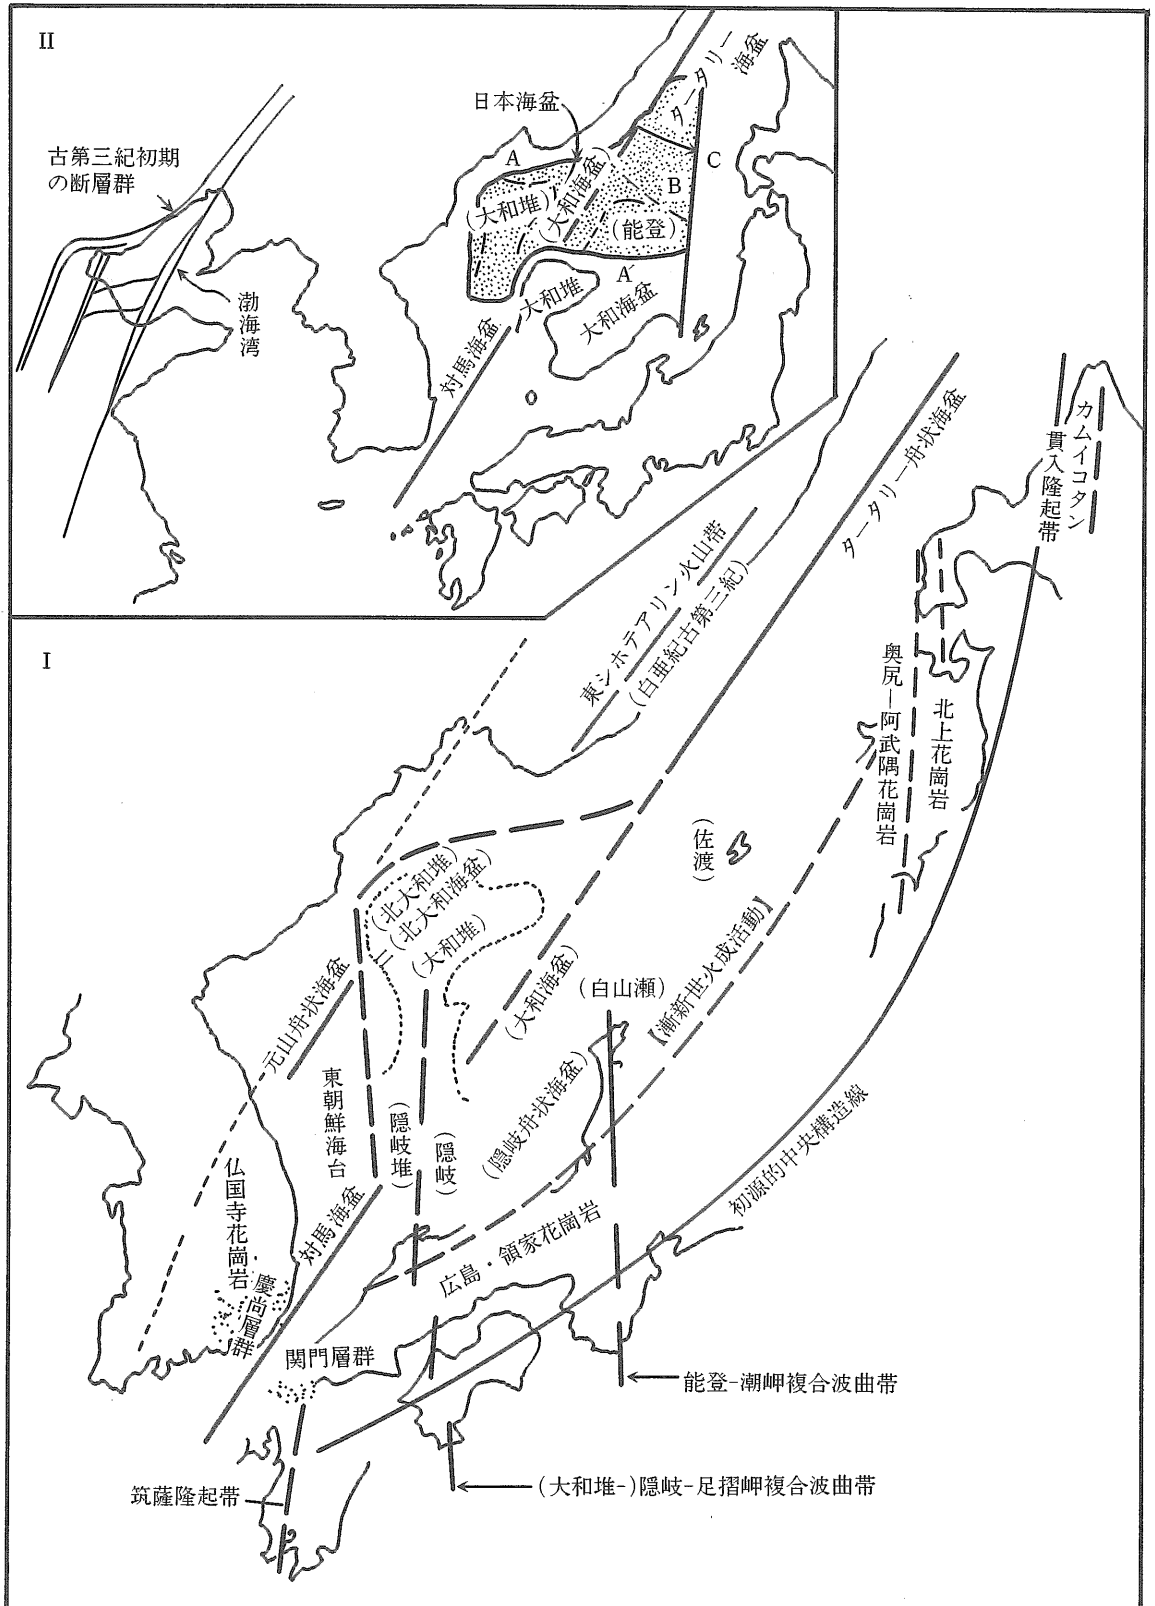 II
タータリー
海盆
日本海盆
古第三紀初期
の断層群
A
C
(大和堆)
(大和海盆)
B
(能登)
A'
渤海湾
大和堆
大和海盆
対馬海盆
I
カムイコタン
貫入隆起帯
タータリー舟状海盆
東シホテアリン火山帯
(白亜紀古第三紀)
奥尻―阿武隅花崗岩
北上花崗岩
(佐渡)
(北大和堆)
(北大和海盆)
(大和堆)
(大和海盆)
(白山瀬)
【漸新世火成活動】
元山舟状海盆
東朝鮮海台
(隠岐堆)
(隠岐)
(隠岐舟状海盆)
初源的中央構造線
仏国寺花崗岩
対馬海盆
広島・領家花崗岩
慶尚層群
関門層群
能登-潮岬複合波曲帯
(大和堆-)隠岐-足摺岬複合波曲帯
筑薩隆起帯